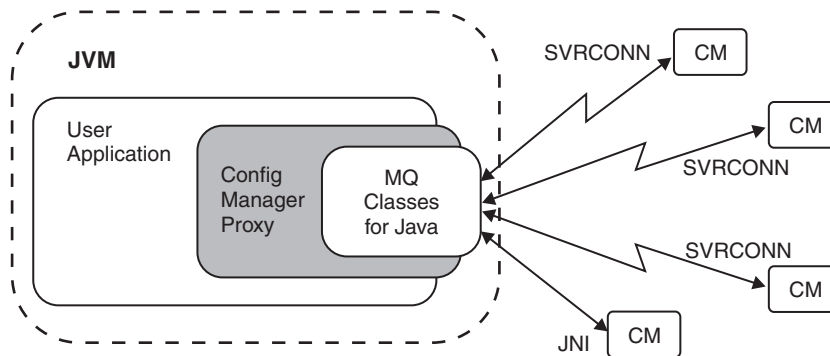 JVM
User
Application
Config
Manager
Proxy
MQ
Classes
for Java
SVRCONN
CM
CM
SVRCONN
SVRCONN
CM
JNI
CM